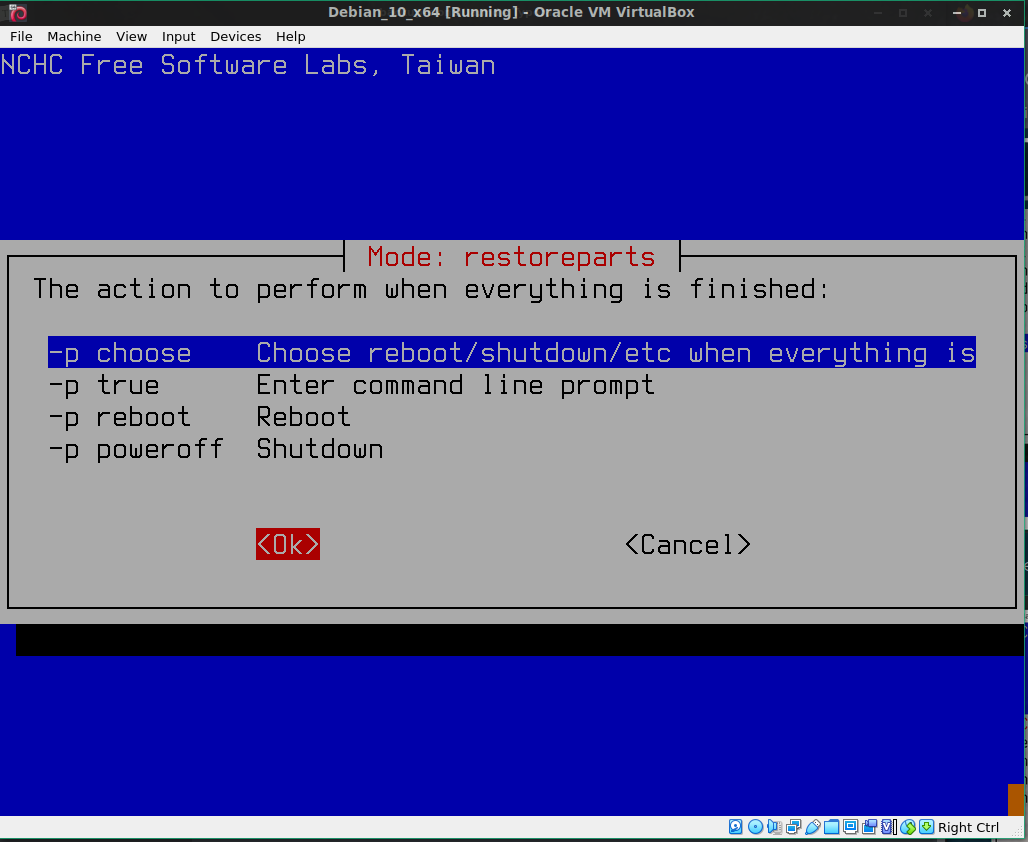 Debian_10_x64 [Running] - Oracle VM VirtualBox
File Machine View Input Devices Help
NCHC Free Software Labs, Taiwan
Mode: restoreparts
The action to perform when everything is finished:
-p choose Choose reboot/shutdown/etc when everything is
-p true Enter command line prompt
-p reboot Reboot
-p poweroff Shutdown
<Ok> <Cancel>
Right Ctrl